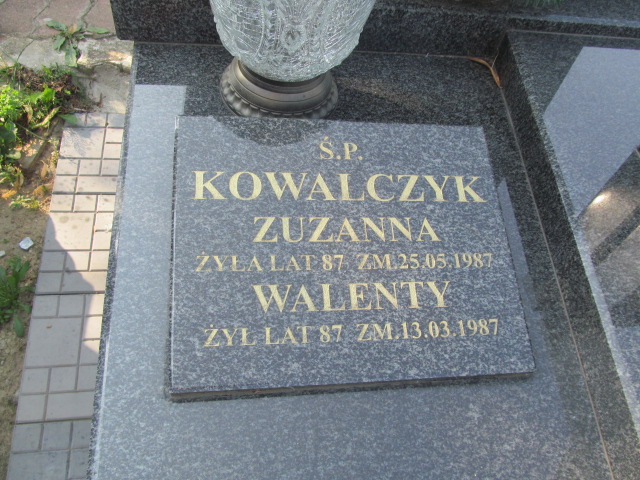 Ś.P.
KOWALCZYK
ZUZANNA
ŻYŁA LAT 87 ZM.25.05.1987
WALENTY
ŻYŁ LAT 87 ZM.13.03.1987